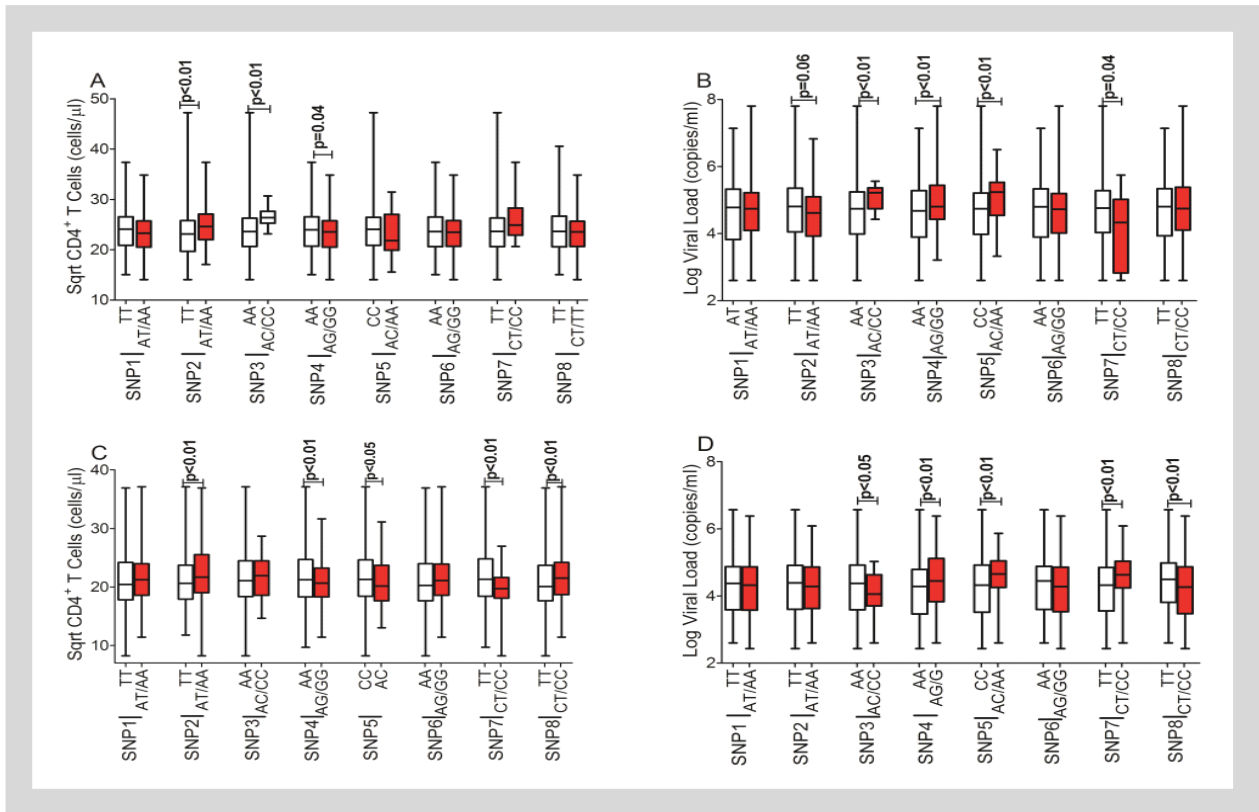 A
p<0.01
p<0.01
p=0.04
Sqrt CD4+ T Cells (cells/μl)
50
40
30
20
10
TT AT/AA
TT AT/AA
AA AC/CC
AA AG/GG
CC AC/AA
AA AG/GG
TT CT/CC
TT CT/TT
SNP1|
SNP2|
SNP3|
SNP4|
SNP5|
SNP6|
SNP7|
SNP8|
B
p=0.06
p<0.01
p<0.01
p<0.01
p=0.04
Log Viral Load (copies/ml)
8
6
4
2
AT AT/AA
TT AT/AA
AA AC/CC
AA AG/GG
CC AC/AA
AA AG/GG
TT CT/CC
TT CT/CC
SNP1|
SNP2|
SNP3|
SNP4|
SNP5|
SNP6|
SNP7|
SNP8|
C
p<0.01
p<0.01
p<0.05
p<0.01
p<0.01
Sqrt CD4+ T Cells (cells/μl)
40
30
20
10
TT AT/AA
TT AT/AA
AA AC/CC
AA AG/GG
CC AC
AA AG/GG
TT CT/CC
TT CT/CC
SNP1|
SNP2|
SNP3|
SNP4|
SNP5|
SNP6|
SNP7|
SNP8|
D
p<0.05
p<0.01
p<0.01
p<0.01
p<0.01
Log Viral Load (copies/ml)
8
6
4
2
TT AT/AA
TT AT/AA
AA AC/CC
AA AG/G
CC AC/AA
AA AG/GG
TT CT/CC
TT CT/CC
SNP1|
SNP2 |
SNP3|
SNP4 |
SNP5|
SNP6|
SNP7|
SNP8|